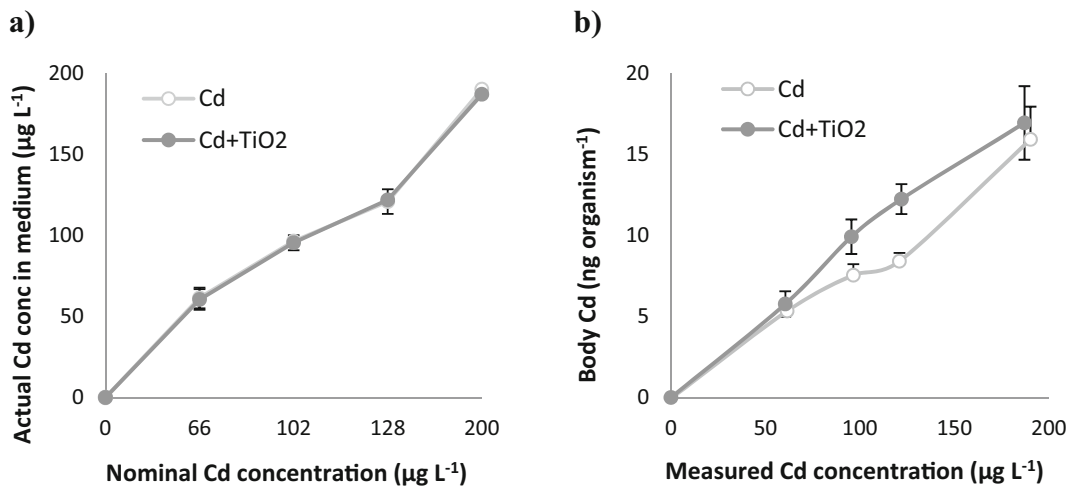 a)
Actual Cd conc in medium (µg L-1)
200
150
100
50
0
Cd
Cd+TiO2
0 66 102 128 200
Nominal Cd concentration (µg L-1)
b)
Body Cd (ng organism-1)
20
15
10
5
0
Cd
Cd+TiO2
0 50 100 150 200
Measured Cd concentration (µg L-1)